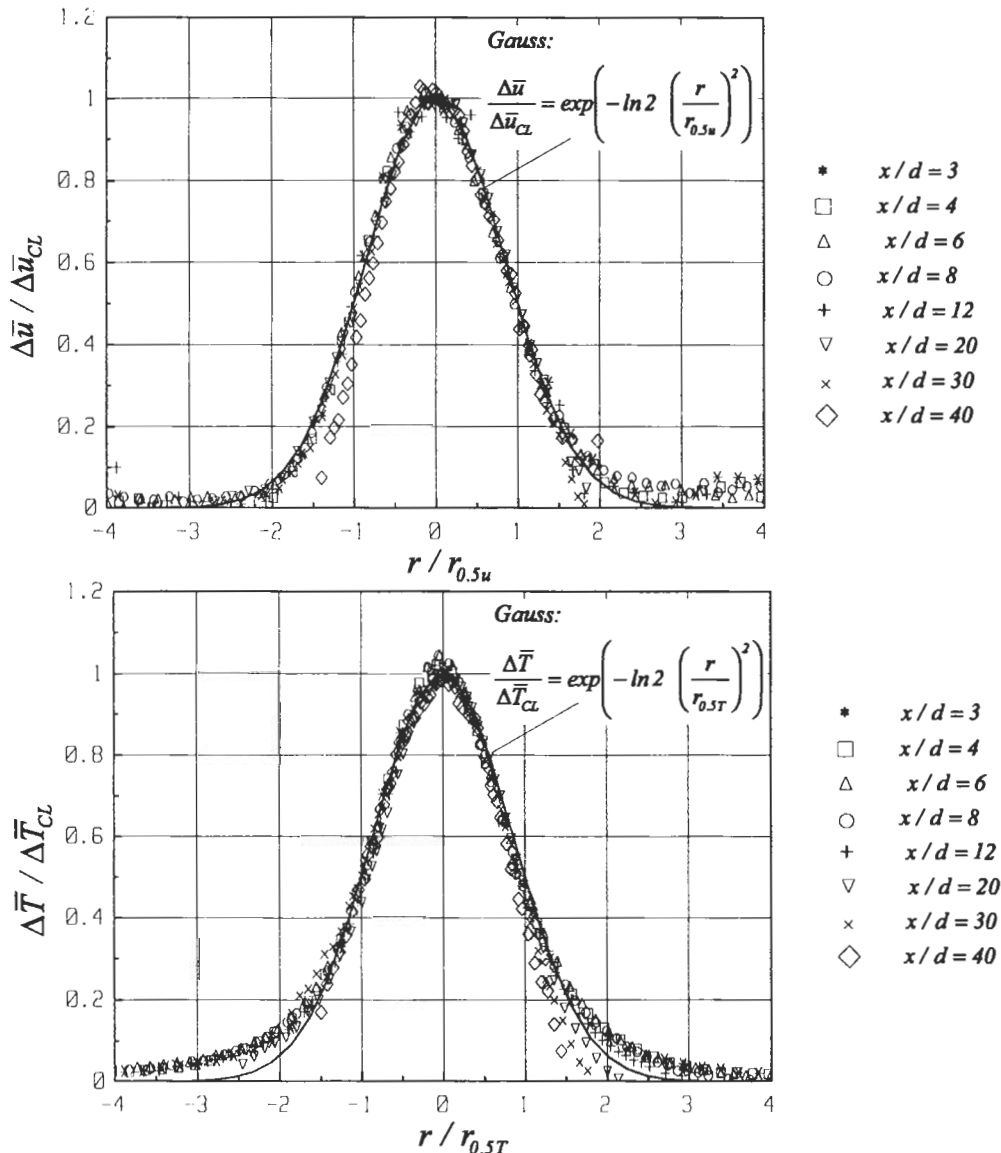 1.2
Gauss:
Δū / Δū_CL = exp(-ln2 (r / r_0.5u)^2)
1
0.8
0.6
0.4
0.2
0
Δū / Δū_CL
-4 -3 -2 -1 0 1 2 3 4
r / r_0.5u
* x / d = 3
□ x / d = 4
△ x / d = 6
○ x / d = 8
+ x / d = 12
▽ x / d = 20
× x / d = 30
◇ x / d = 40
1.2
Gauss:
ΔT̅ / ΔT̅_CL = exp(-ln2 (r / r_0.5T)^2)
1
0.8
0.6
0.4
0.2
0
ΔT̅ / ΔT̅_CL
-4 -3 -2 -1 0 1 2 3 4
r / r_0.5T
* x / d = 3
□ x / d = 4
△ x / d = 6
○ x / d = 8
+ x / d = 12
▽ x / d = 20
× x / d = 30
◇ x / d = 40